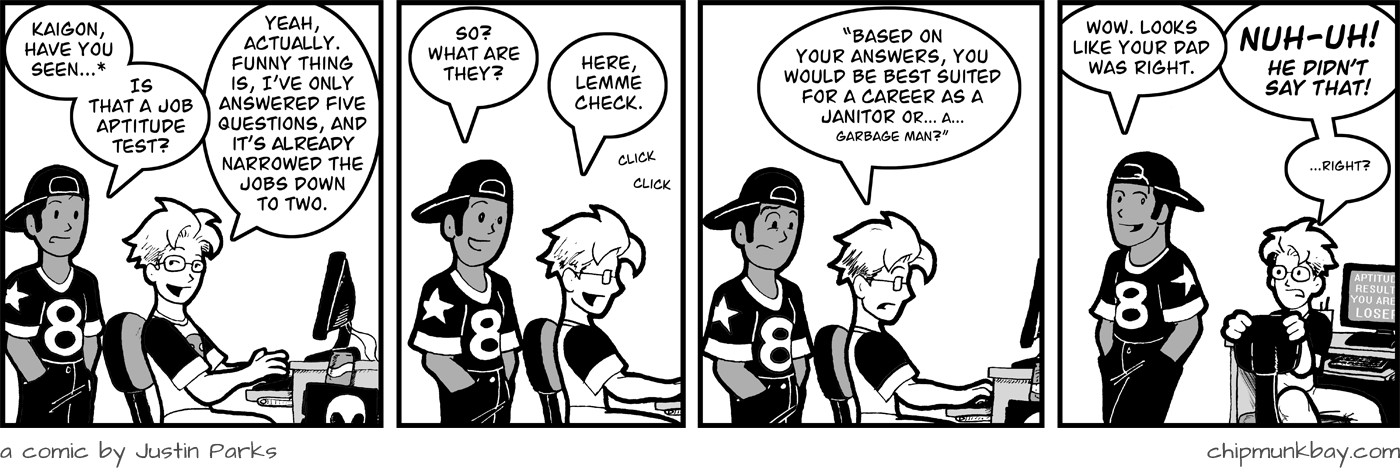 KAIGON,
HAVE YOU
SEEN...*
IS
THAT A JOB
APTITUDE
TEST?
YEAH,
ACTUALLY.
FUNNY THING
IS, I'VE ONLY
ANSWERED FIVE
QUESTIONS, AND
IT'S ALREADY
NARROWED THE
JOBS DOWN
TO TWO.
8
SO?
WHAT ARE
THEY?
HERE,
LEMME
CHECK.
CLICK
CLICK
8
"BASED ON
YOUR ANSWERS, YOU
WOULD BE BEST SUITED
FOR A CAREER AS A
JANITOR OR... A...
GARBAGE MAN?"
8
WOW. LOOKS
LIKE YOUR DAD
WAS RIGHT.
NUH-UH!
HE DIDN'T
SAY THAT!
...RIGHT?
8
APTITUD
RESULT
YOU ARE
LOSER
a comic by Justin Parks
chipmunkbay.com